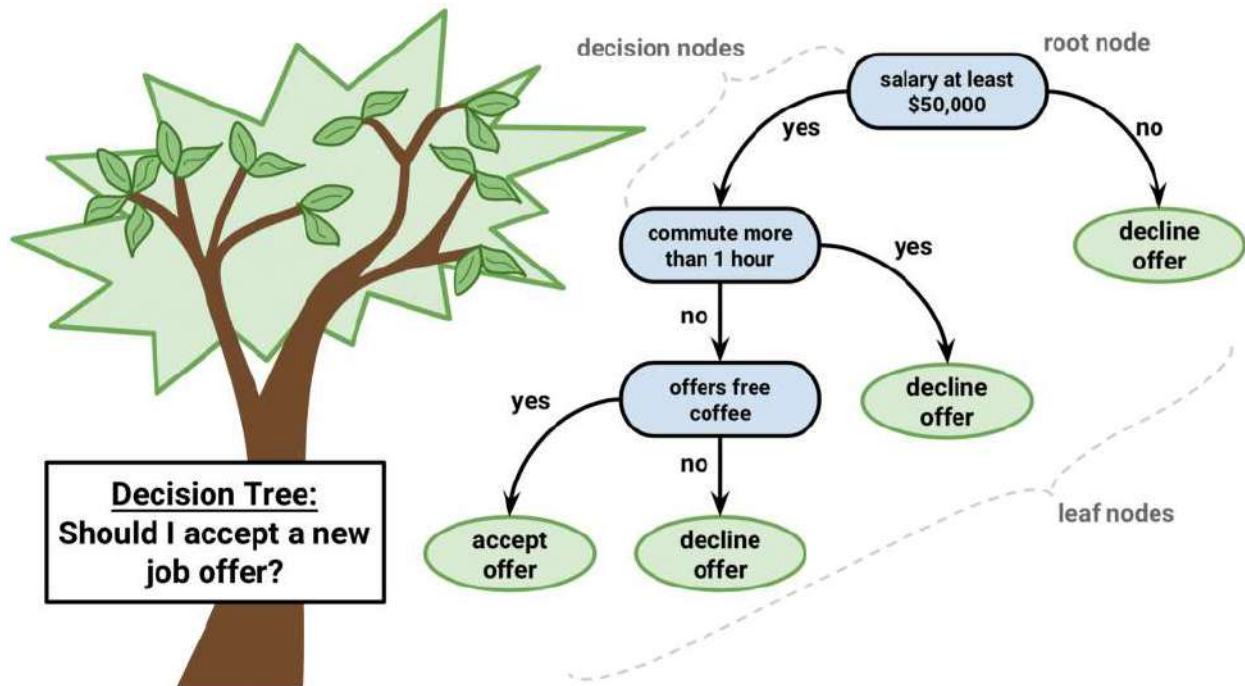 decision nodes
root node
salary at least
$50,000
yes
no
commute more
than 1 hour
yes
decline
offer
no
offers free
coffee
decline
offer
yes
no
leaf nodes
accept
offer
decline
offer
Decision Tree:
Should I accept a new
job offer?